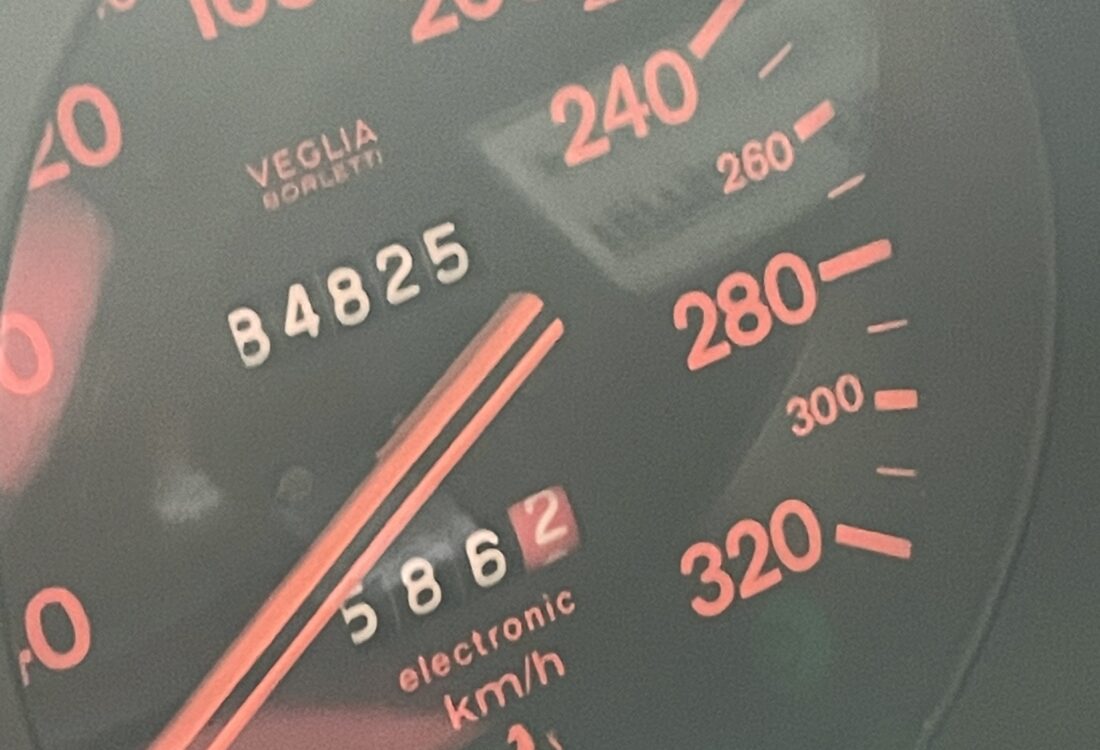 240
260
VEGLIA
BORLETTI
84825
280
300
5862
320
electronic
km/h